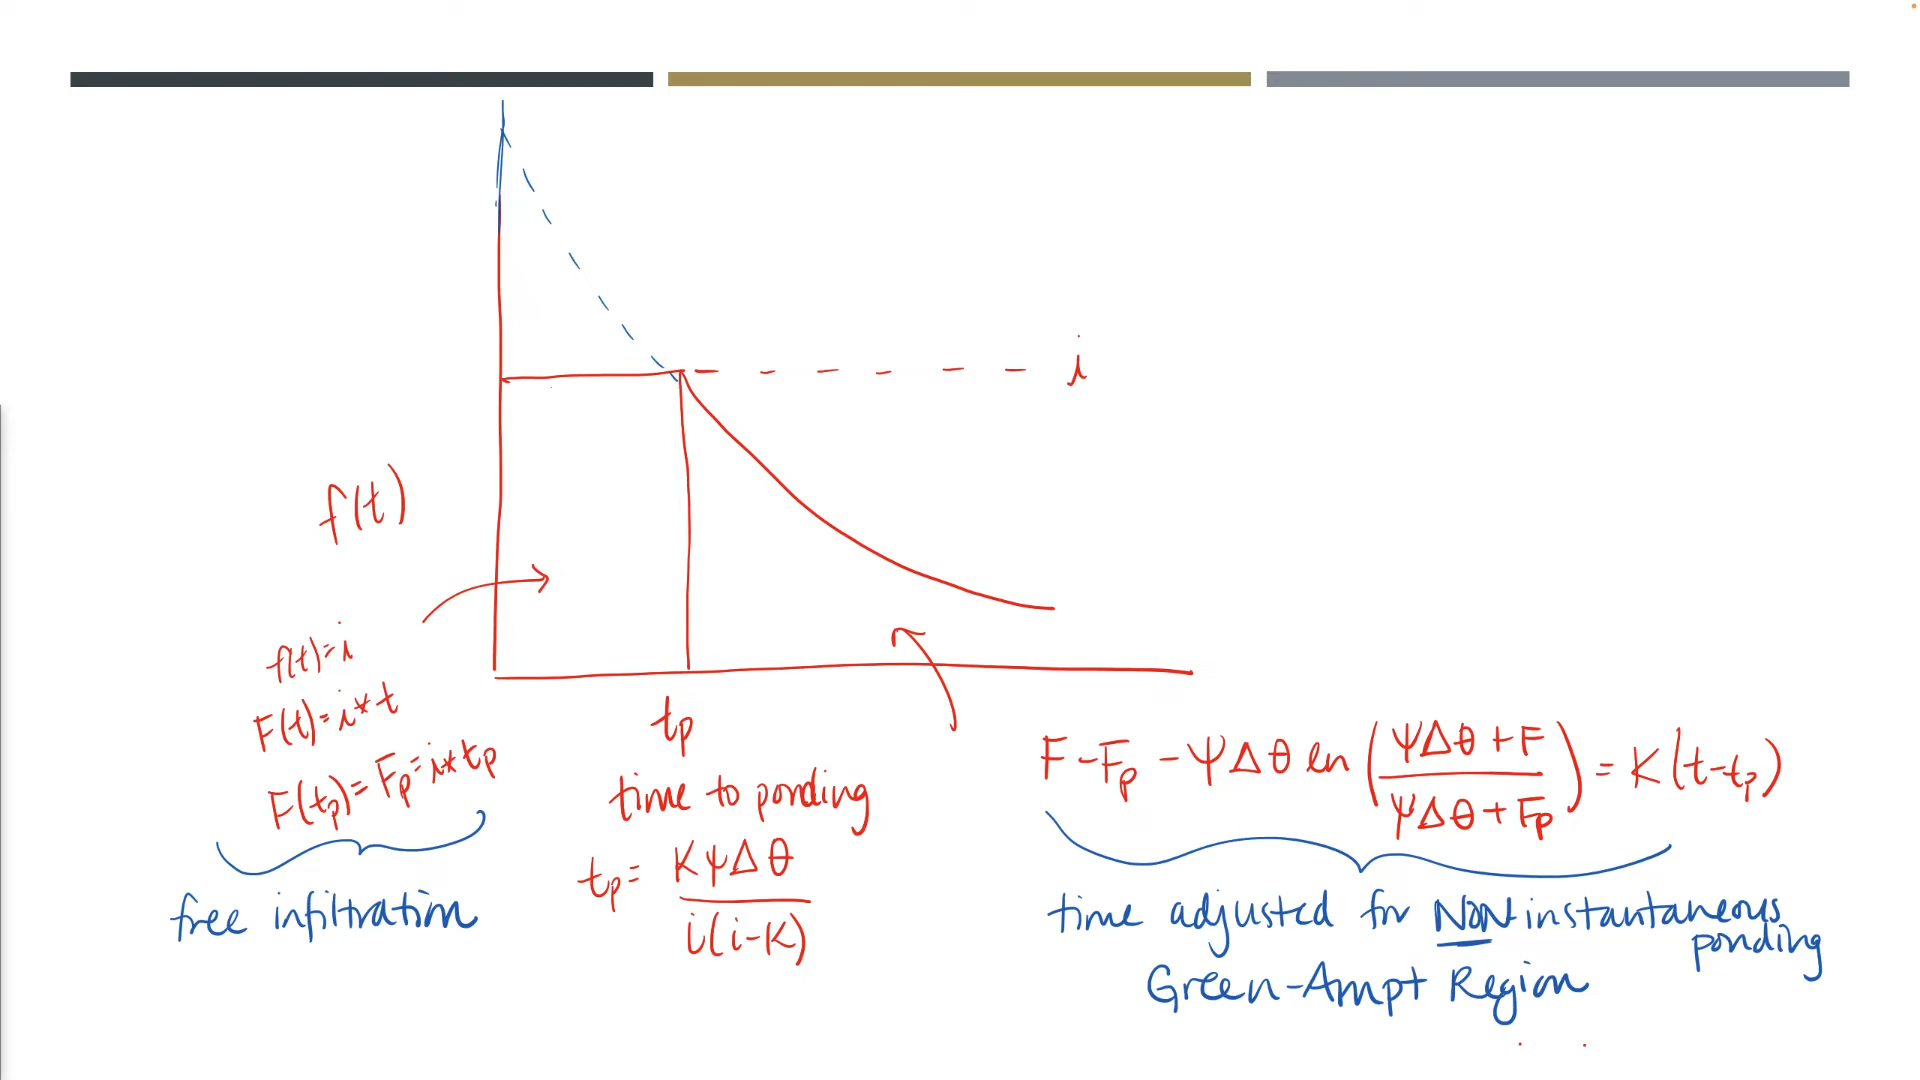 i
f(t)
f(t)=i
F(t)=i*t
F(tp)=Fp=i*tp
free infiltration
tp
time to ponding
tp= KψΔθ
i(i-K)
F-Fp-ΨΔθ ln (ΨΔθ+F / ΨΔθ+Fp) = K(t-tp)
time adjusted for NON instantaneous
ponding
Green-Ampt Region